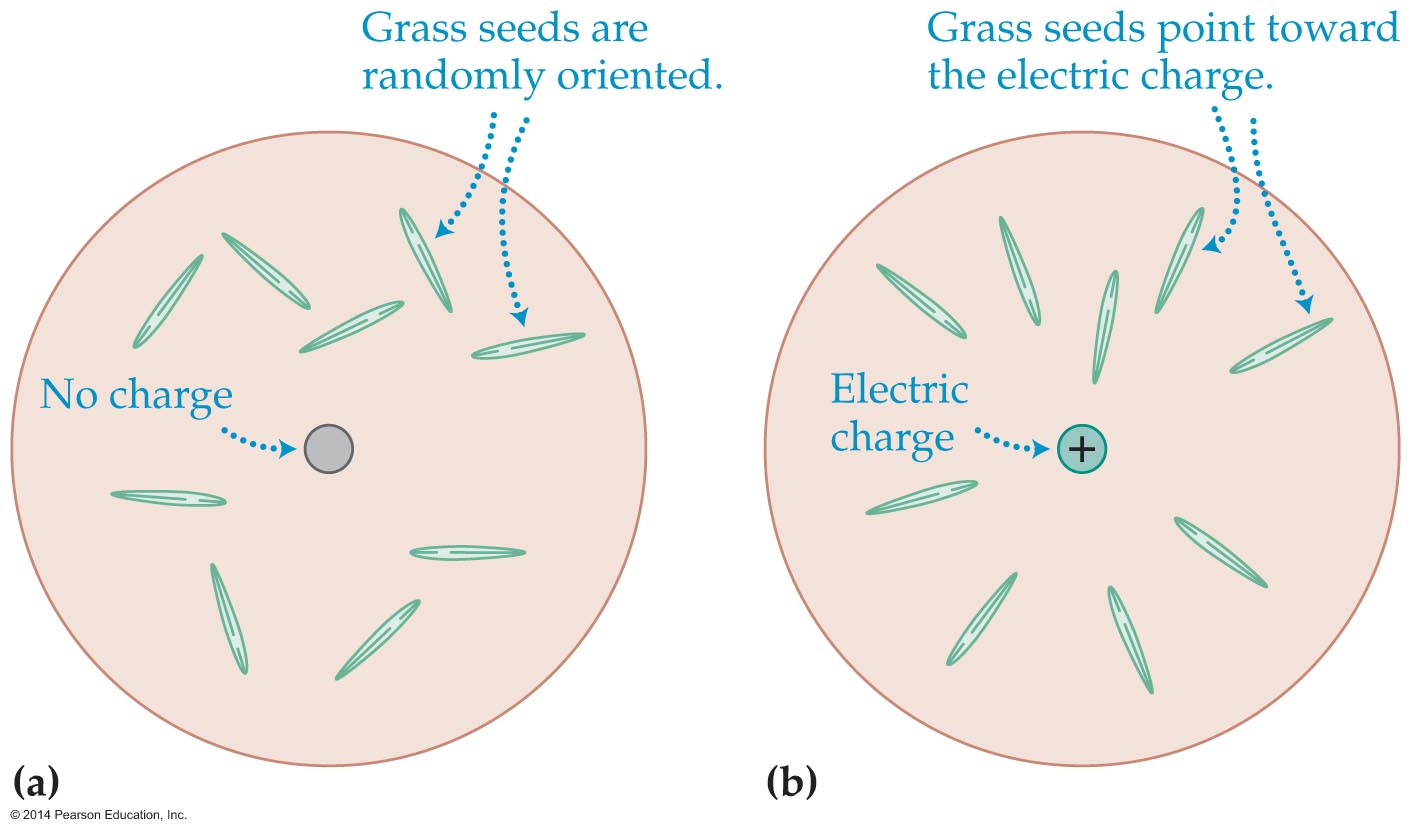 Grass seeds are
randomly oriented.
Grass seeds point toward
the electric charge.
No charge
Electric
charge
+
(a)
(b)
© 2014 Pearson Education, Inc.